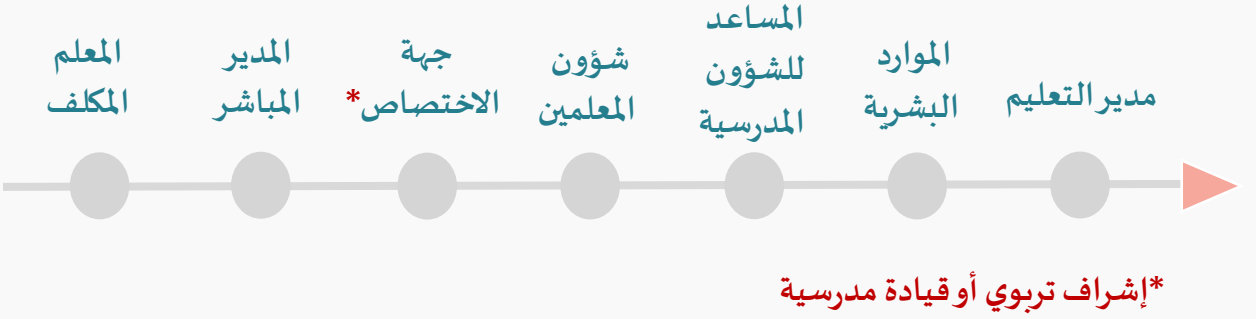 المعلم
المكلف
المدير
المباشر
جهة
الاختصاص*
شؤون
المعلمين
المساعد
للشؤون
المدرسية
الموارد
البشرية
مدير التعليم
*إشراف تربوي أو قيادة مدرسية